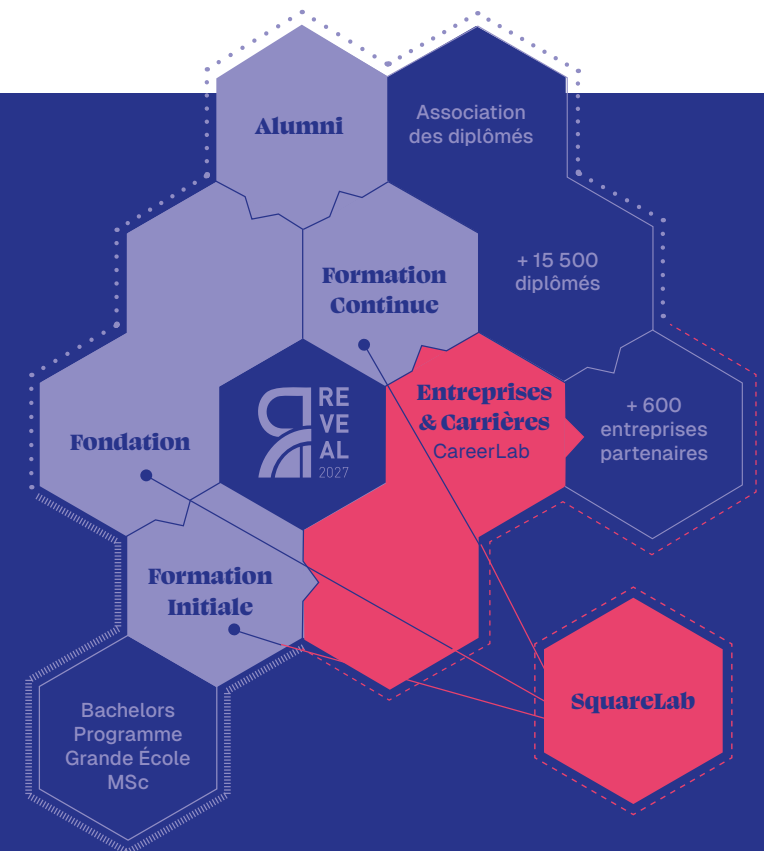 Alumni
Association
des diplômés
Formation
Continue
+ 15 500
diplômés
RE
VE
AL
2027
Entreprises
& Carrières
CareerLab
+ 600
entreprises
partenaires
Fondation
Formation
Initiale
SquareLab
Bachelors
Programme
Grande École
MSc